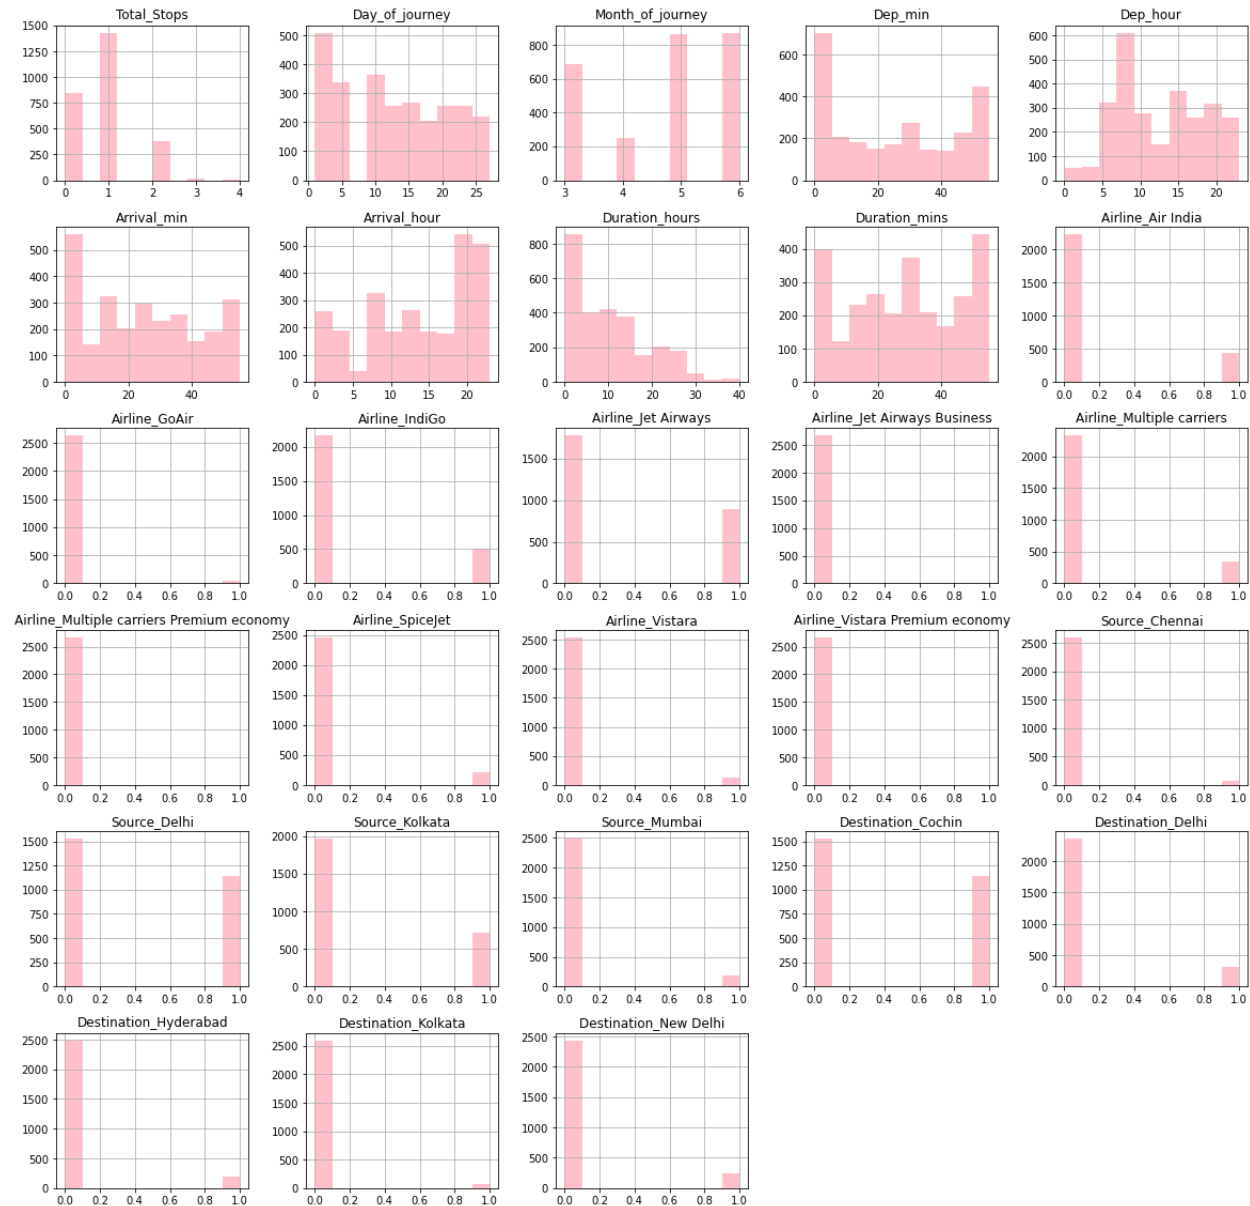 Total_Stops
1500
1250
1000
750
500
250
0
0 1 2 3 4
Day_of_journey
500
400
300
200
100
0
0 5 10 15 20 25
Month_of_journey
800
600
400
200
0
3 4 5 6
Dep_min
600
400
200
0
0 20 40
Dep_hour
600
500
400
300
200
100
0
0 5 10 15 20
Arrival_min
500
400
300
200
100
0
0 20 40
Arrival_hour
500
400
300
200
100
0
0 5 10 15 20
Duration_hours
800
600
400
200
0
0 10 20 30 40
Duration_mins
400
300
200
100
0
0 20 40
Airline_Air India
2000
1500
1000
500
0
0.0 0.2 0.4 0.6 0.8 1.0
Airline_GoAir
2500
2000
1500
1000
500
0
0.0 0.2 0.4 0.6 0.8 1.0
Airline_IndiGo
2000
1500
1000
500
0
0.0 0.2 0.4 0.6 0.8 1.0
Airline_Jet Airways
1500
1000
500
0
0.0 0.2 0.4 0.6 0.8 1.0
Airline_Jet Airways Business
2500
2000
1500
1000
500
0
0.0 0.2 0.4 0.6 0.8 1.0
Airline_Multiple carriers
2000
1500
1000
500
0
0.0 0.2 0.4 0.6 0.8 1.0
Airline_Multiple carriers Premium economy
2500
2000
1500
1000
500
0
0.0 0.2 0.4 0.6 0.8 1.0
Airline_SpiceJet
2500
2000
1500
1000
500
0
0.0 0.2 0.4 0.6 0.8 1.0
Airline_Vistara
2500
2000
1500
1000
500
0
0.0 0.2 0.4 0.6 0.8 1.0
Airline_Vistara Premium economy
2500
2000
1500
1000
500
0
0.0 0.2 0.4 0.6 0.8 1.0
Source_Chennai
2500
2000
1500
1000
500
0
0.0 0.2 0.4 0.6 0.8 1.0
Source_Delhi
1500
1250
1000
750
500
250
0
0.0 0.2 0.4 0.6 0.8 1.0
Source_Kolkata
2000
1500
1000
500
0
0.0 0.2 0.4 0.6 0.8 1.0
Source_Mumbai
2500
2000
1500
1000
500
0
0.0 0.2 0.4 0.6 0.8 1.0
Destination_Cochin
1500
1250
1000
750
500
250
0
0.0 0.2 0.4 0.6 0.8 1.0
Destination_Delhi
2000
1500
1000
500
0
0.0 0.2 0.4 0.6 0.8 1.0
Destination_Hyderabad
2500
2000
1500
1000
500
0
0.0 0.2 0.4 0.6 0.8 1.0
Destination_Kolkata
2500
2000
1500
1000
500
0
0.0 0.2 0.4 0.6 0.8 1.0
Destination_New Delhi
2500
2000
1500
1000
500
0
0.0 0.2 0.4 0.6 0.8 1.0